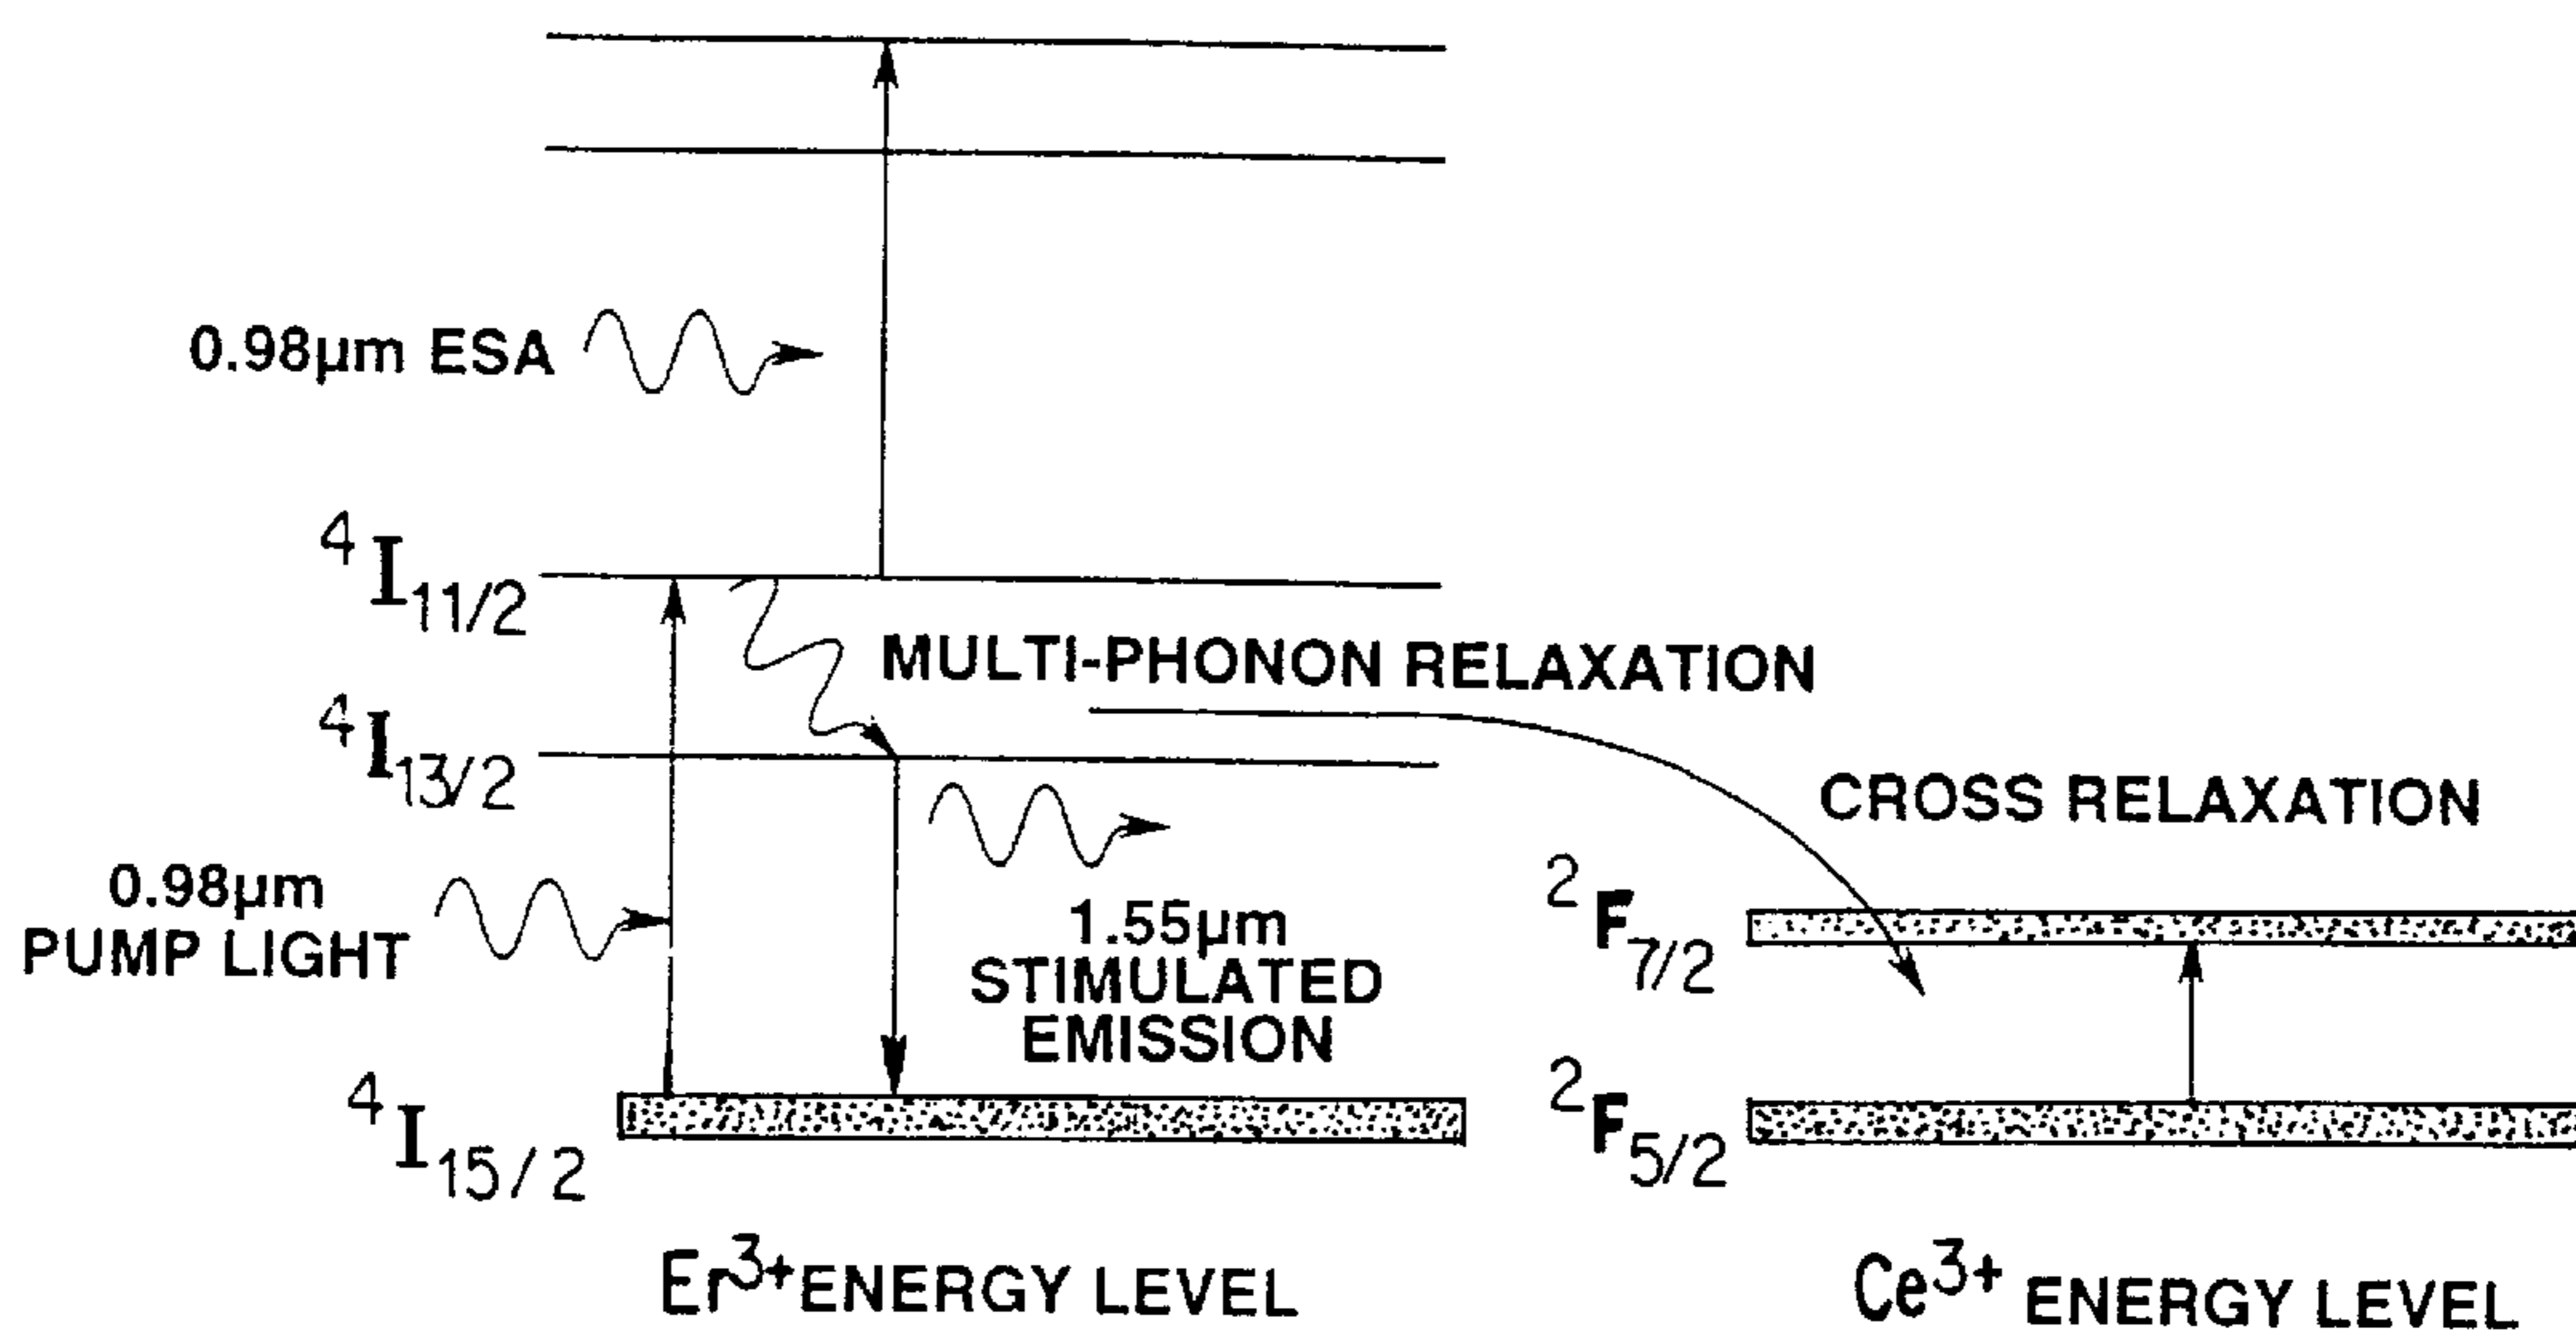 0.98μm ESA
⁴I₁₁/₂
MULTI-PHONON RELAXATION
⁴I₁₃/₂
CROSS RELAXATION
0.98μm
PUMP LIGHT
1.55μm
STIMULATED
EMISSION
²F₇/₂
⁴I₁₅/₂
²F₅/₂
Er³⁺ ENERGY LEVEL
Ce³⁺ ENERGY LEVEL